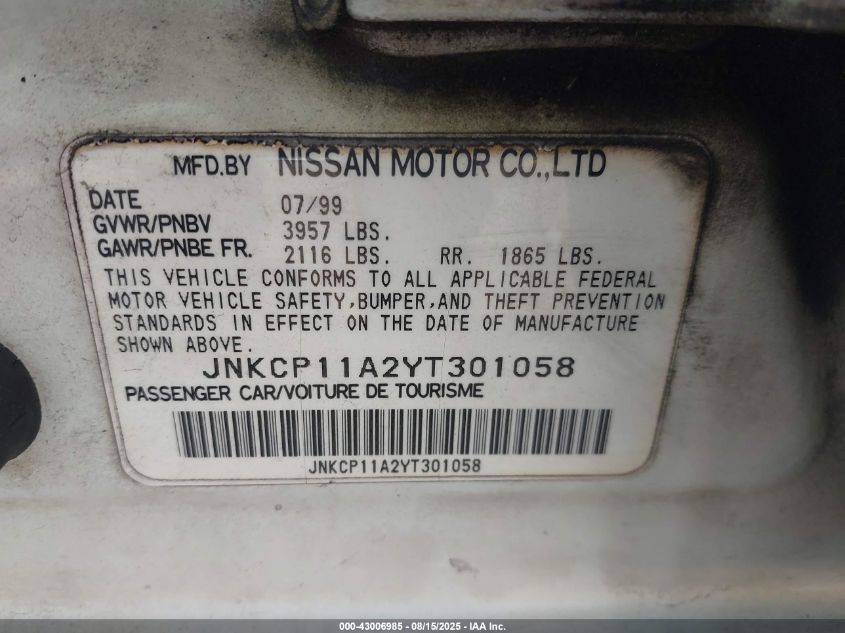 MFD.BY NISSAN MOTOR CO.,LTD
DATE 07/99
GVWR/PNBV 3957 LBS.
GAWR/PNBE FR. 2116 LBS. RR. 1865 LBS.
THIS VEHICLE CONFORMS TO ALL APPLICABLE FEDERAL
MOTOR VEHICLE SAFETY,BUMPER,AND THEFT PREVENTION
STANDARDS IN EFFECT ON THE DATE OF MANUFACTURE
SHOWN ABOVE.
JNKCP11A2YT301058
PASSENGER CAR/VOITURE DE TOURISME
JNKCP11A2YT301058
000-43006985 - 08/15/2025 - IAA Inc.